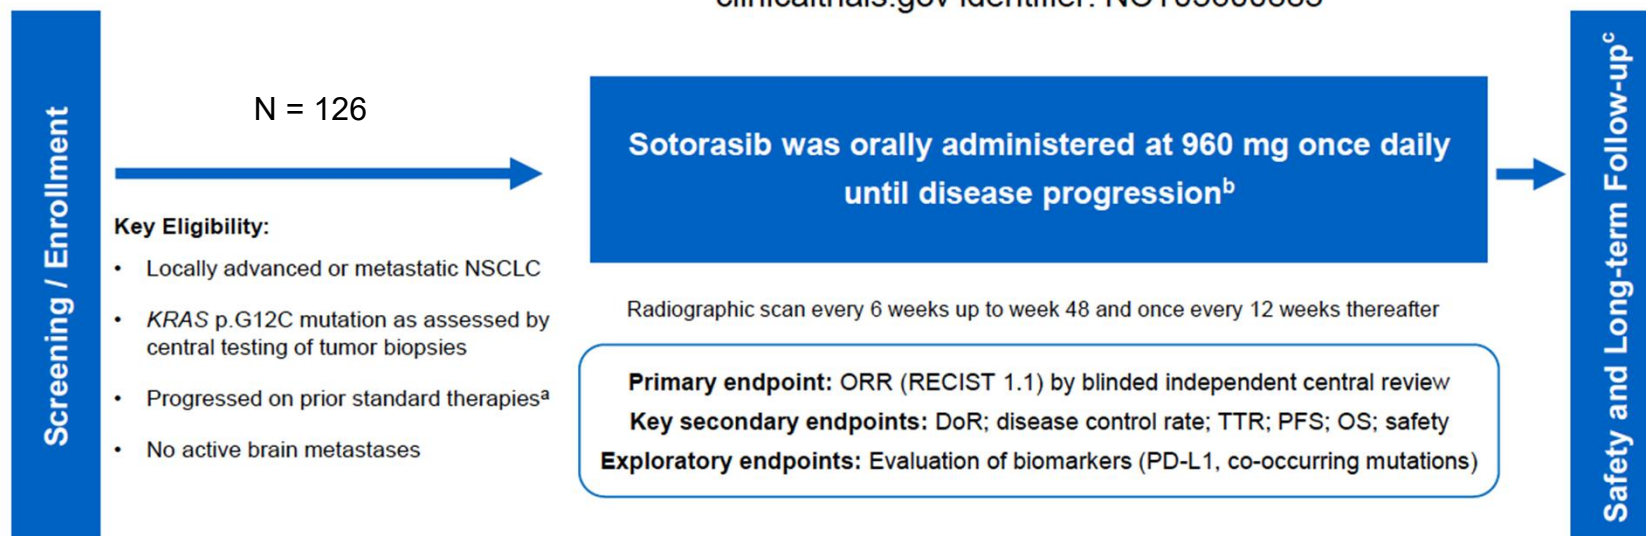 clinicaltrials.gov identifier: NCT03600883
Screening / Enrollment
N = 126
Key Eligibility:
• Locally advanced or metastatic NSCLC
• KRAS p.G12C mutation as assessed by
central testing of tumor biopsies
• Progressed on prior standard therapiesᵃ
• No active brain metastases
Sotorasib was orally administered at 960 mg once daily
until disease progressionᵇ
Radiographic scan every 6 weeks up to week 48 and once every 12 weeks thereafter
Primary endpoint: ORR (RECIST 1.1) by blinded independent central review
Key secondary endpoints: DoR; disease control rate; TTR; PFS; OS; safety
Exploratory endpoints: Evaluation of biomarkers (PD-L1, co-occurring mutations)
Safety and Long-term Follow-upᶜ